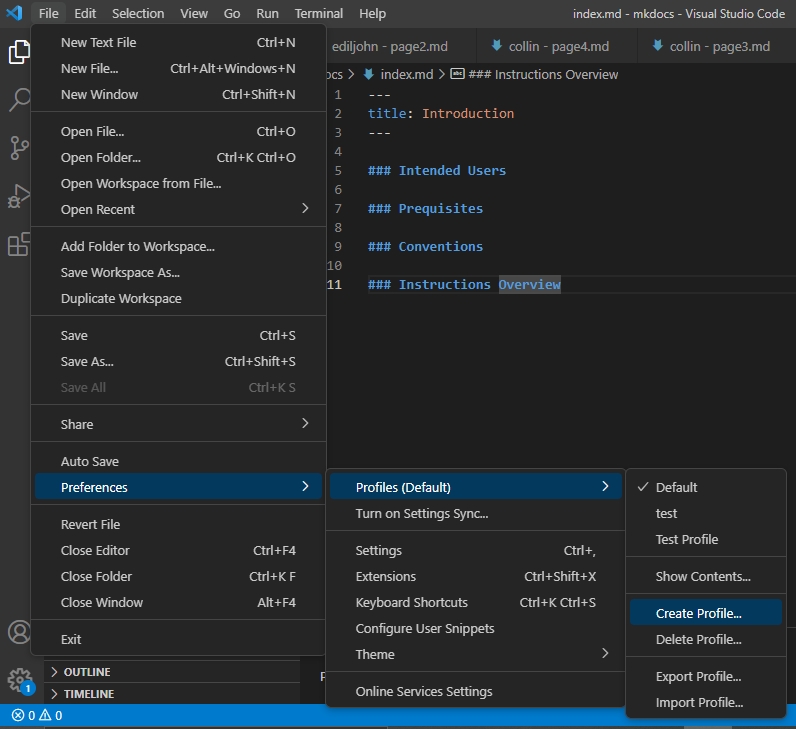 File Edit Selection View Go Run Terminal Help index.md - mkdocs - Visual Studio Code
ediljohn - page2.md collin - page4.md collin - page3.md
ocs > index.md > ### Instructions Overview
New Text File Ctrl+N
New File... Ctrl+Alt+Windows+N
New Window Ctrl+Shift+N
Open File... Ctrl+O
Open Folder... Ctrl+K Ctrl+O
Open Workspace from File...
Open Recent
Add Folder to Workspace...
Save Workspace As...
Duplicate Workspace
Save Ctrl+S
Save As... Ctrl+Shift+S
Save All Ctrl+K S
Share
Auto Save
Preferences
Revert File
Close Editor Ctrl+F4
Close Folder Ctrl+K F
Close Window Alt+F4
Exit
1 ---
2 title: Introduction
3 ---
4
5 ### Intended Users
6
7 ### Prequisites
8
9 ### Conventions
10
11 ### Instructions Overview
Profiles (Default)
Turn on Settings Sync...
Settings Ctrl+,
Extensions Ctrl+Shift+X
Keyboard Shortcuts Ctrl+K Ctrl+S
Configure User Snippets
Theme
Online Services Settings
Default
test
Test Profile
Show Contents...
Create Profile...
Delete Profile...
Export Profile...
Import Profile...
OUTLINE
TIMELINE
1
0 0